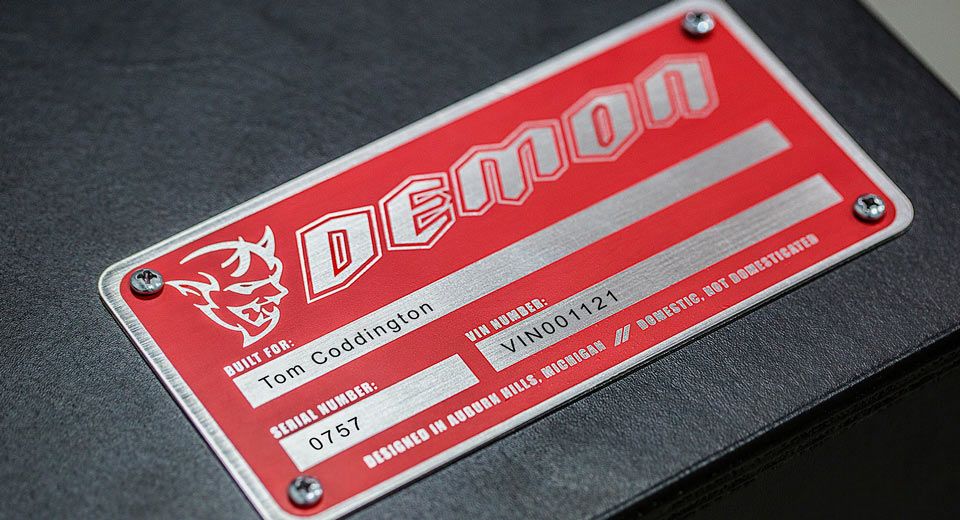 DEMON
BUILT FOR:
Tom Coddington
SERIAL NUMBER:
0757
VIN NUMBER:
VIN001121
DESIGNED IN AUBURN HILLS, MICHIGAN // DOMESTIC, NOT DOMESTICATED